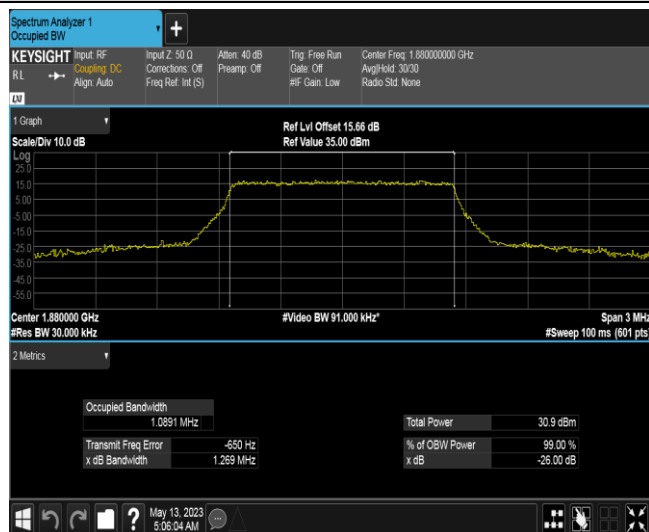 Spectrum Analyzer 1
Occupied BW
+
KEYSIGHT Input: RF Input Z: 50 Ω Atten: 40 dB Trig: Free Run Center Freq: 1.880000000 GHz
RL Coupling: DC Corrections: Off Preamp: Off Gate: Off Avg|Hold: 30/30
Align: Auto Freq Ref: Int (S) #IF Gain: Low Radio Std: None
LXI
1 Graph
Ref Lvl Offset 15.66 dB
Scale/Div 10.0 dB Ref Value 35.00 dBm
Log
25.0
15.0
5.00
-5.00
-15.0
-25.0
-35.0
-45.0
-55.0
Center 1.880000 GHz #Video BW 91.000 kHz* Span 3 MHz
#Res BW 30.000 kHz #Sweep 100 ms (601 pts)
2 Metrics
Occupied Bandwidth
1.0891 MHz Total Power 30.9 dBm
Transmit Freq Error -650 Hz % of OBW Power 99.00 %
x dB Bandwidth 1.269 MHz x dB -26.00 dB
? May 13, 2023
5:06:04 AM